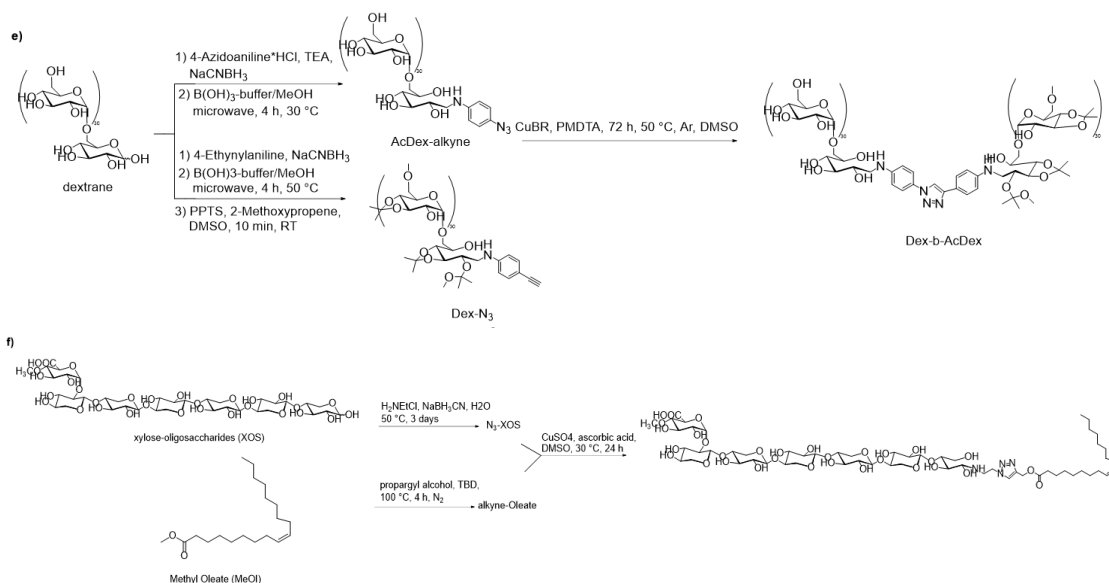 e)
1) 4-Azidoaniline*HCl, TEA,
NaCNBH3
2) B(OH)3-buffer/MeOH
microwave, 4 h, 30 °C
1) 4-Ethynylaniline, NaCNBH3
2) B(OH)3-buffer/MeOH
microwave, 4 h, 50 °C
3) PPTS, 2-Methoxypropene,
DMSO, 10 min, RT
dextrane
AcDex-alkyne
Dex-N3
CuBR, PMDTA, 72 h, 50 °C, Ar, DMSO
Dex-b-AcDex
f)
xylose-oligosaccharides (XOS)
H2NEtCl, NaBH3CN, H2O
50 °C, 3 days
N3-XOS
CuSO4, ascorbic acid,
DMSO, 30 °C, 24 h
propargyl alcohol, TBD,
100 °C, 4 h, N2
alkyne-Oleate
Methyl Oleate (MeOl)